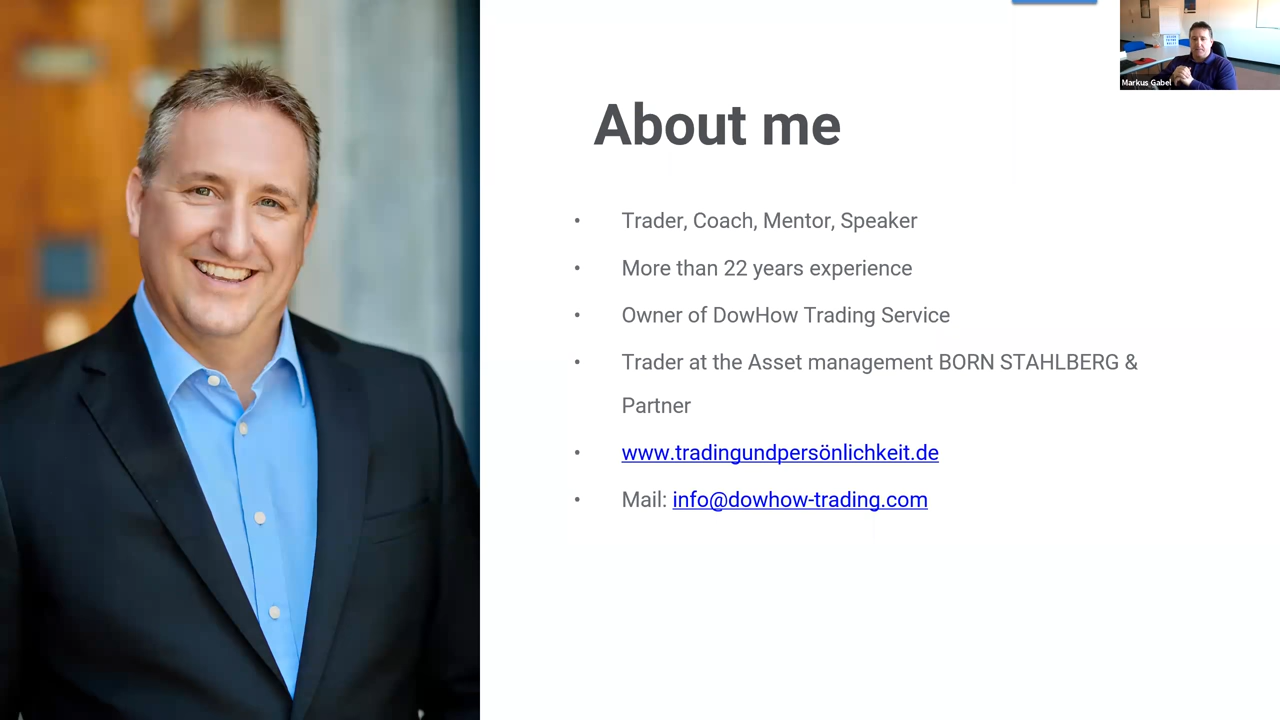 Markus Gabel
About me
• Trader, Coach, Mentor, Speaker
• More than 22 years experience
• Owner of DowHow Trading Service
• Trader at the Asset management BORN STAHLBERG &
Partner
• www.tradingundpersönlichkeit.de
• Mail: info@dowhow-trading.com